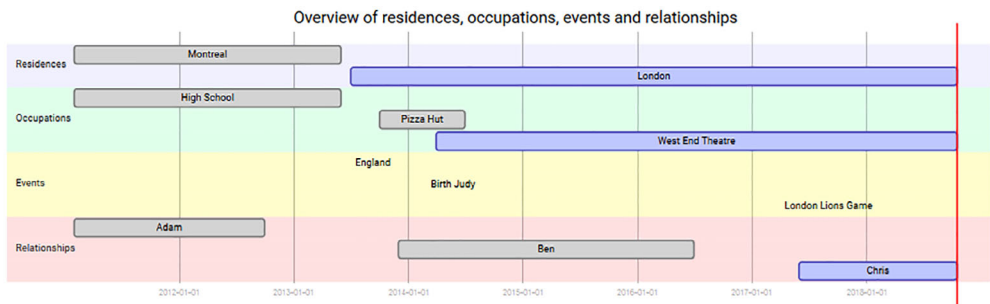 Overview of residences, occupations, events and relationships
Residences
Montreal
London
Occupations
High School
Pizza Hut
West End Theatre
Events
England
Birth Judy
London Lions Game
Relationships
Adam
Ben
Chris
2012-01-01 2013-01-01 2014-01-01 2015-01-01 2016-01-01 2017-01-01 2018-01-01